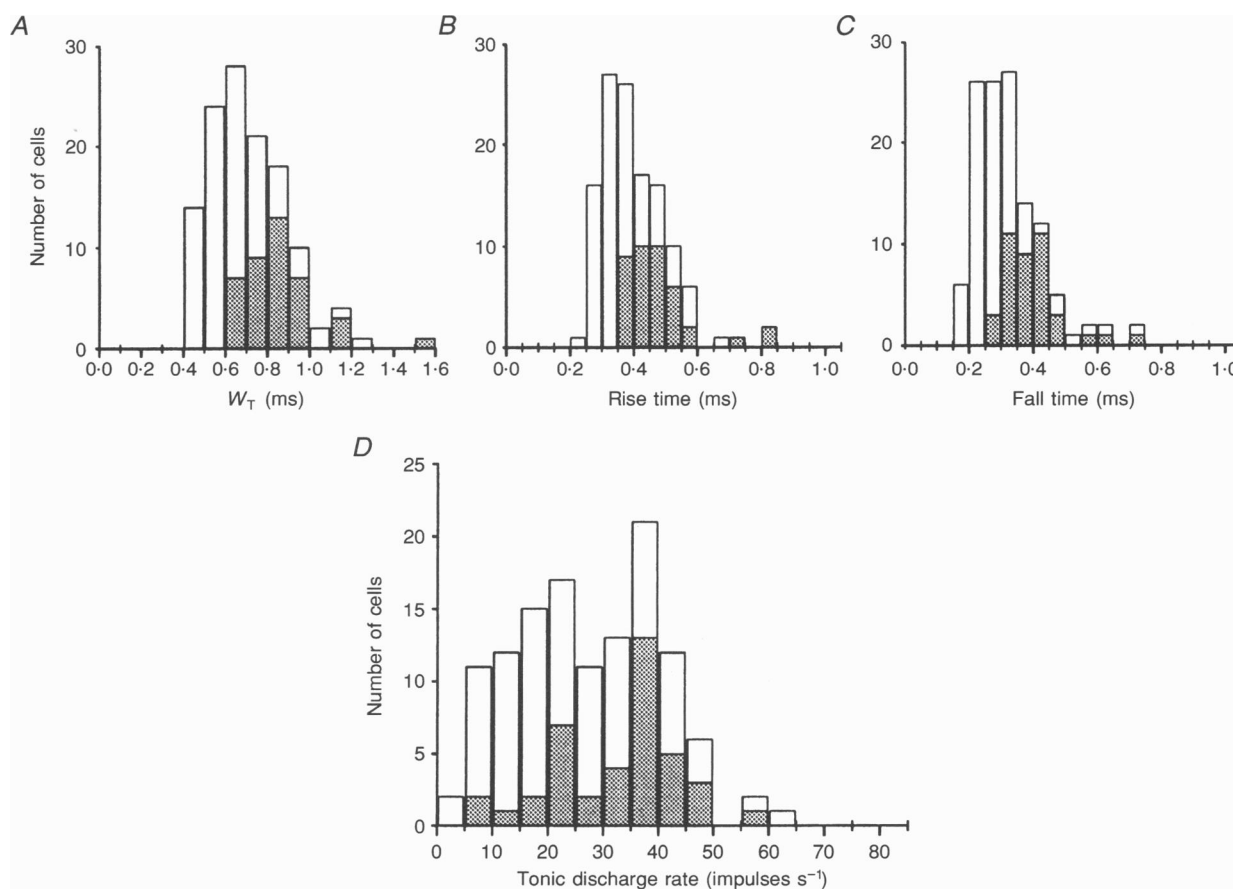 A
B
C
30
20
10
0
Number of cells
0·0 0·2 0·4 0·6 0·8 1·0 1·2 1·4 1·6
W_T (ms)
30
20
10
0
0·0 0·2 0·4 0·6 0·8 1·0
Rise time (ms)
30
20
10
0
0·0 0·2 0·4 0·6 0·8 1·0
Fall time (ms)
D
25
20
15
10
5
0
Number of cells
0 10 20 30 40 50 60 70 80
Tonic discharge rate (impulses s⁻¹)